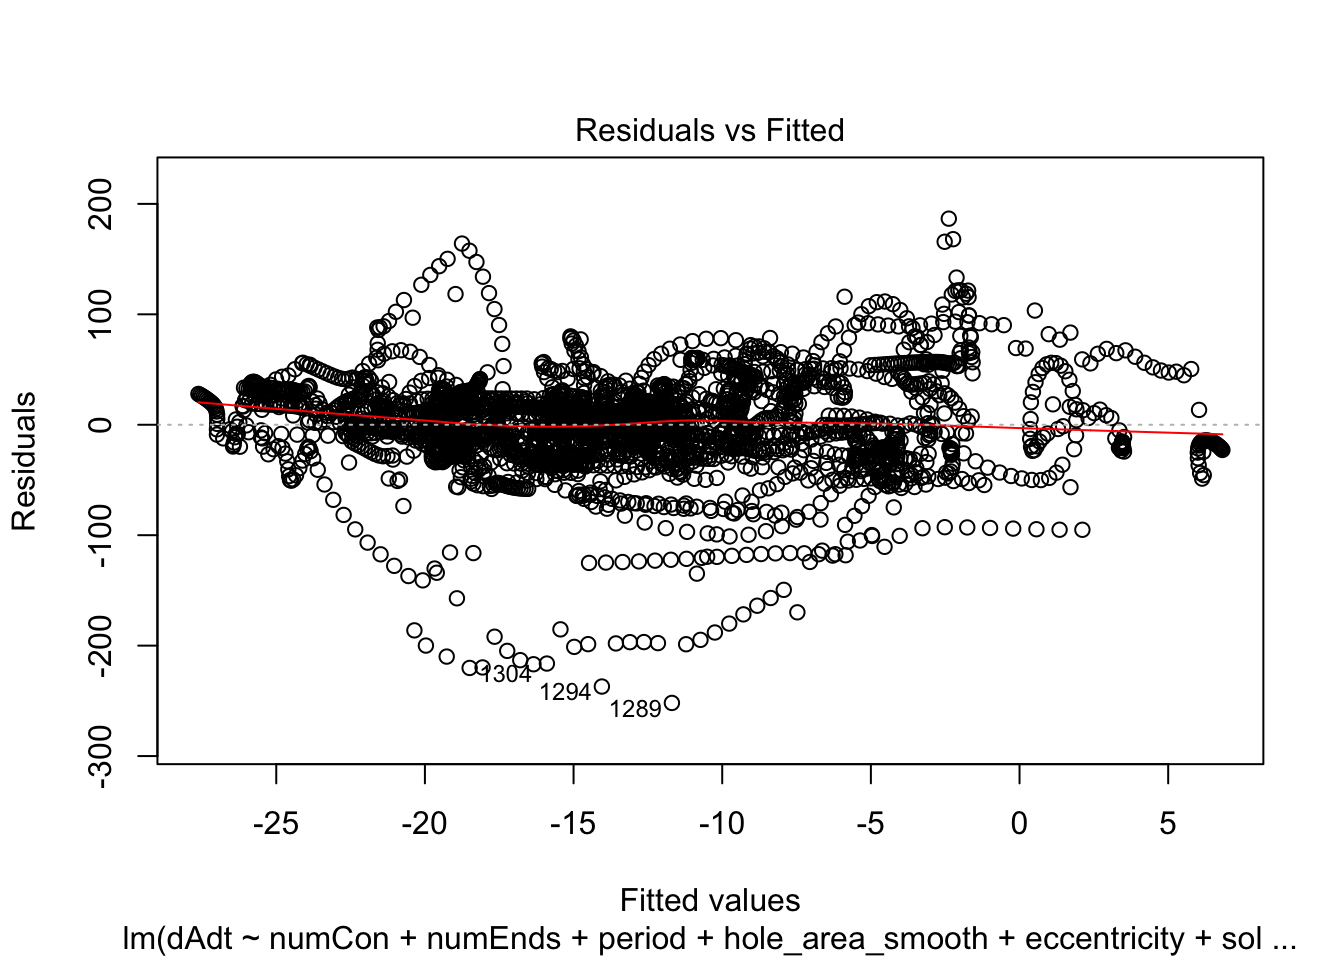 Residuals vs Fitted
Residuals
200
100
0
-100
-200
-300
1304
1294
1289
-25 -20 -15 -10 -5 0 5
Fitted values
lm(dAdt ~ numCon + numEnds + period + hole_area_smooth + eccentricity + sol ...